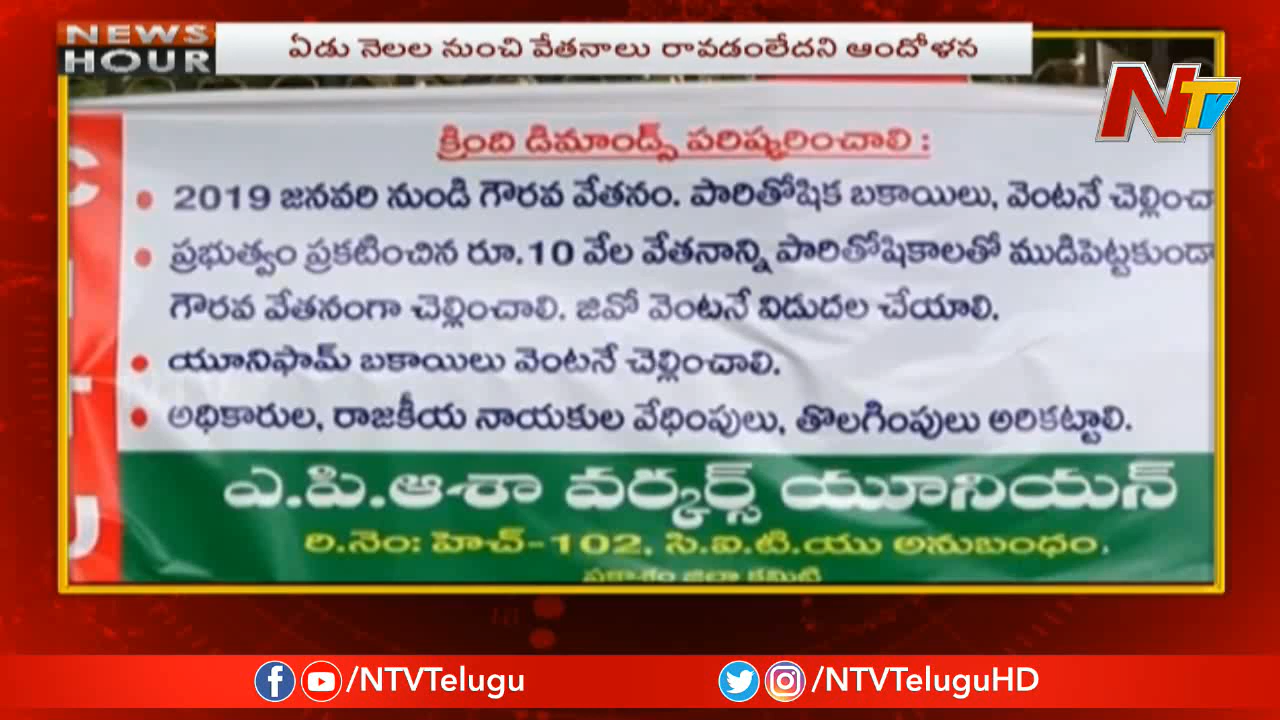 NEWS
HOUR
ఏడు నెలల నుంచి వేతనాలు రావడంలేదని ఆందోళన
NTV
C
I
T
U
క్రింది డిమాండ్స్ పరిష్కరించాలి :
• 2019 జనవరి నుండి గౌరవ వేతనం. పారితోషిక బకాయిలు, వెంటనే చెల్లించా
• ప్రభుత్వం ప్రకటించిన రూ.10 వేల వేతనాన్ని పారితోషికాలతో ముడిపెట్టకుండా
గౌరవ వేతనంగా చెల్లించాలి. జివో వెంటనే విడుదల చేయాలి.
• యూనిఫామ్ బకాయిలు వెంటనే చెల్లించాలి.
• అధికారుల, రాజకీయ నాయకుల వేధింపులు, తొలగింపులు అరికట్టాలి.
ఎ.పి.ఆశా వర్కర్స్ యూనియన్
రి.నెం: హెచ్-102, సి.ఐ.టి.యు అనుబంధం,
ప్రకాశం జిల్లా కమిటి
/NTVTelugu
/NTVTeluguHD